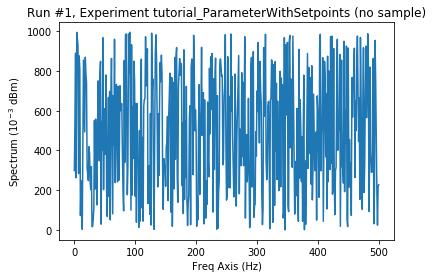 Run #1, Experiment tutorial_ParameterWithSetpoints (no sample)
Spectrum (10⁻³ dBm)
1000
800
600
400
200
0
0 100 200 300 400 500
Freq Axis (Hz)